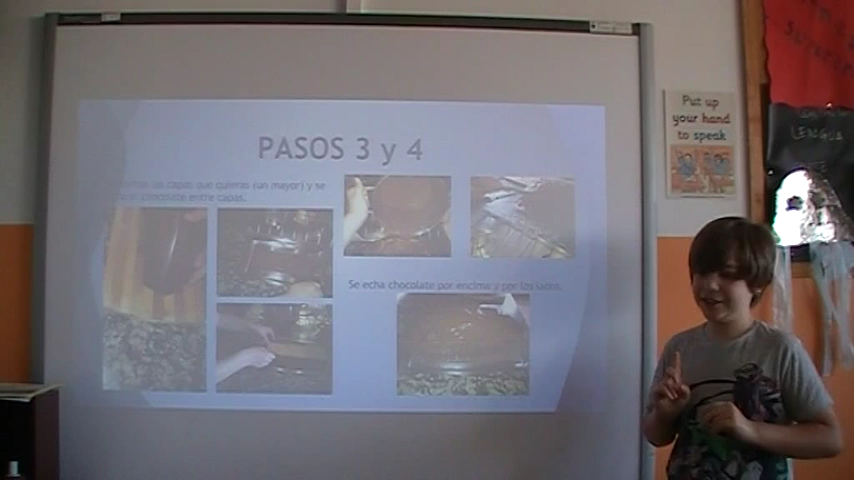 PASOS 3 y 4
las capas que quieras (un mayor) y se
chocolate entre capas.
Se echa chocolate por encima y por los lados.
Put up
your hand
to speak
LENGUA